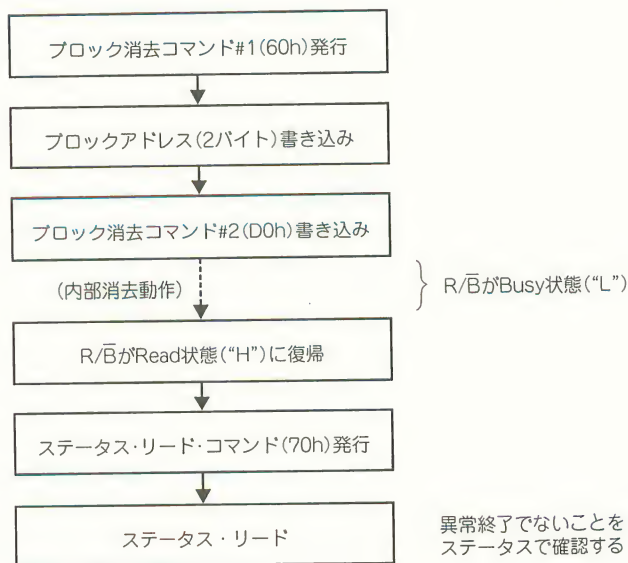 ブロック消去コマンド#1(60h)発行
ブロックアドレス(2バイト)書き込み
ブロック消去コマンド#2(D0h)書き込み
(内部消去動作)
R/B̅がBusy状態("L")
R/B̅がRead状態("H")に復帰
ステータス・リード・コマンド(70h)発行
ステータス・リード
異常終了でないことを
ステータスで確認する